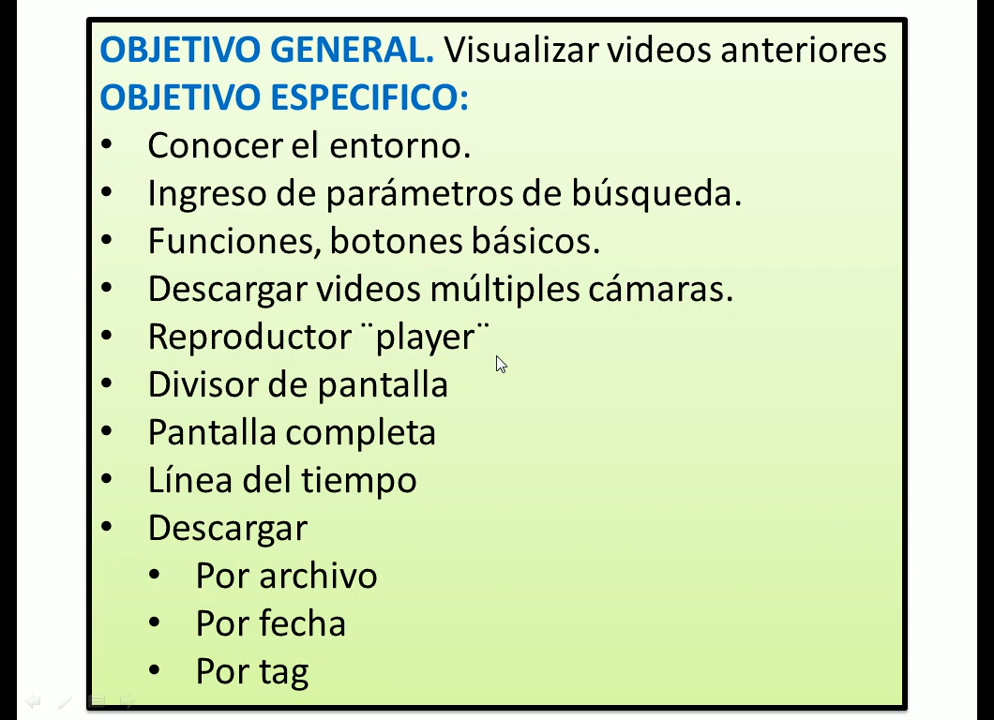 OBJETIVO GENERAL. Visualizar videos anteriores
OBJETIVO ESPECIFICO:
• Conocer el entorno.
• Ingreso de parámetros de búsqueda.
• Funciones, botones básicos.
• Descargar videos múltiples cámaras.
• Reproductor ¨player¨
• Divisor de pantalla
• Pantalla completa
• Línea del tiempo
• Descargar
• Por archivo
• Por fecha
• Por tag